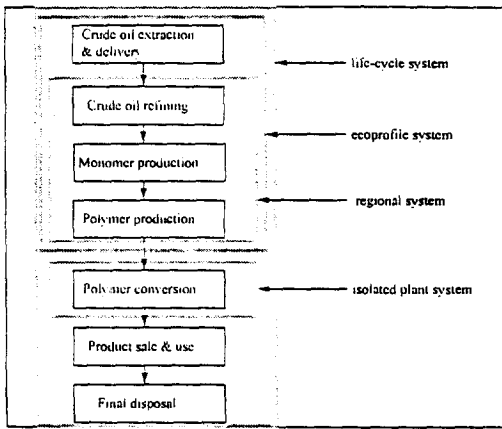 Crude oil extraction
& delivery
life-cycle system
Crude oil refining
ecoprofile system
Monomer production
regional system
Polymer production
Polymer conversion
isolated plant system
Product sale & use
Final disposal